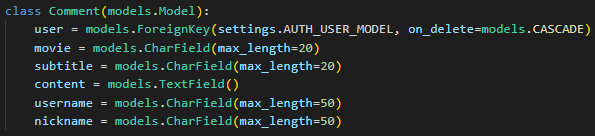 class Comment(models.Model):
    user = models.ForeignKey(settings.AUTH_USER_MODEL, on_delete=models.CASCADE)
    movie = models.CharField(max_length=20)
    subtitle = models.CharField(max_length=20)
    content = models.TextField()
    username = models.CharField(max_length=50)
    nickname = models.CharField(max_length=50)